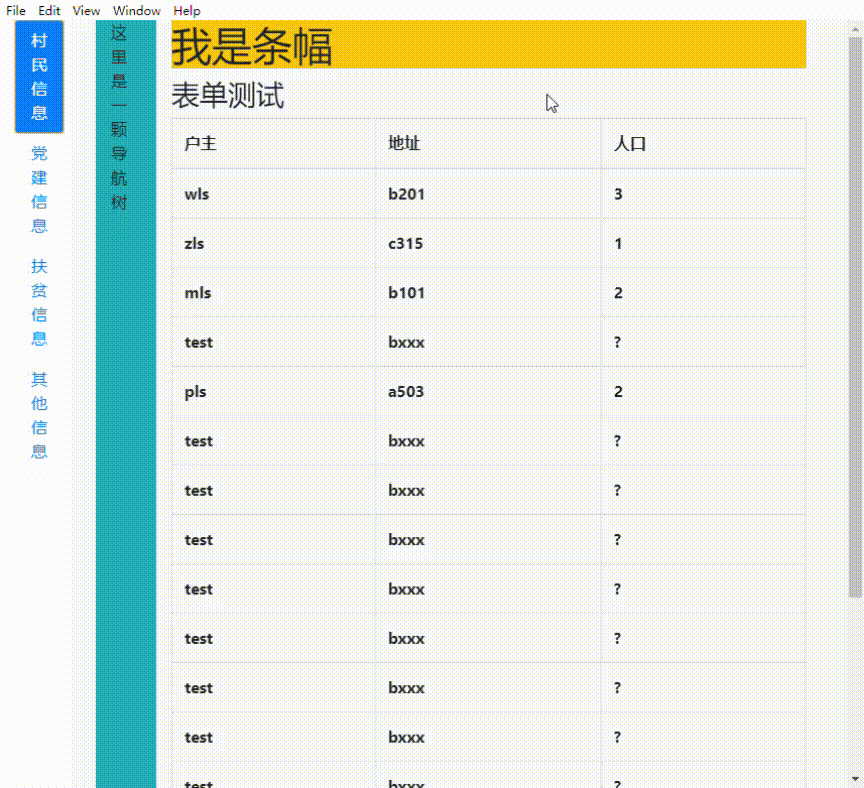 File Edit View Window Help
村民信息
党建信息
扶贫信息
其他信息
这里是一颗导航树
我是条幅
表单测试
户主 地址 人口
wls b201 3
zls c315 1
mls b101 2
test bxxx ?
pls a503 2
test bxxx ?
test bxxx ?
test bxxx ?
test bxxx ?
test bxxx ?
test bxxx ?
test bxxx ?
test bxxx ?